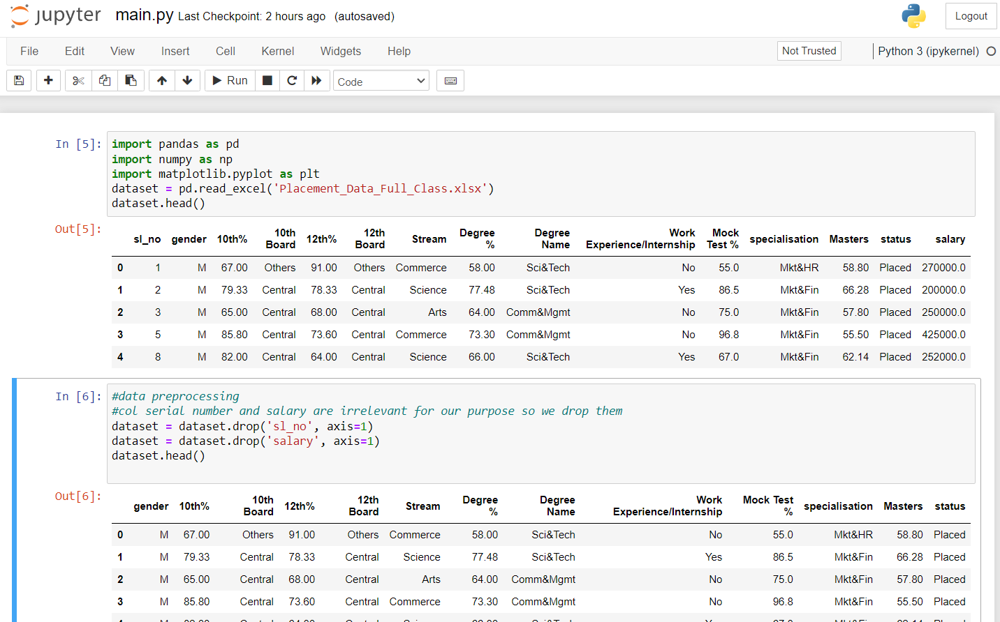 jupyter main.py Last Checkpoint: 2 hours ago (autosaved) Logout
File Edit View Insert Cell Kernel Widgets Help Not Trusted Python 3 (ipykernel)
Run Code
In [5]: import pandas as pd
import numpy as np
import matplotlib.pyplot as plt
dataset = pd.read_excel('Placement_Data_Full_Class.xlsx')
dataset.head()
Out[5]:
sl_no gender 10th% 10th Board 12th% 12th Board Stream Degree % Degree Name Work Experience/Internship Mock Test % specialisation Masters status salary
0 1 M 67.00 Others 91.00 Others Commerce 58.00 Sci&Tech No 55.0 Mkt&HR 58.80 Placed 270000.0
1 2 M 79.33 Central 78.33 Central Science 77.48 Sci&Tech Yes 86.5 Mkt&Fin 66.28 Placed 200000.0
2 3 M 65.00 Central 68.00 Central Arts 64.00 Comm&Mgmt No 75.0 Mkt&Fin 57.80 Placed 250000.0
3 5 M 85.80 Central 73.60 Central Commerce 73.30 Comm&Mgmt No 96.8 Mkt&Fin 55.50 Placed 425000.0
4 8 M 82.00 Central 64.00 Central Science 66.00 Sci&Tech Yes 67.0 Mkt&Fin 62.14 Placed 252000.0
In [6]: #data preprocessing
#col serial number and salary are irrelevant for our purpose so we drop them
dataset = dataset.drop('sl_no', axis=1)
dataset = dataset.drop('salary', axis=1)
dataset.head()
Out[6]:
gender 10th% 10th Board 12th% 12th Board Stream Degree % Degree Name Work Experience/Internship Mock Test % specialisation Masters status
0 M 67.00 Others 91.00 Others Commerce 58.00 Sci&Tech No 55.0 Mkt&HR 58.80 Placed
1 M 79.33 Central 78.33 Central Science 77.48 Sci&Tech Yes 86.5 Mkt&Fin 66.28 Placed
2 M 65.00 Central 68.00 Central Arts 64.00 Comm&Mgmt No 75.0 Mkt&Fin 57.80 Placed
3 M 85.80 Central 73.60 Central Commerce 73.30 Comm&Mgmt No 96.8 Mkt&Fin 55.50 Placed